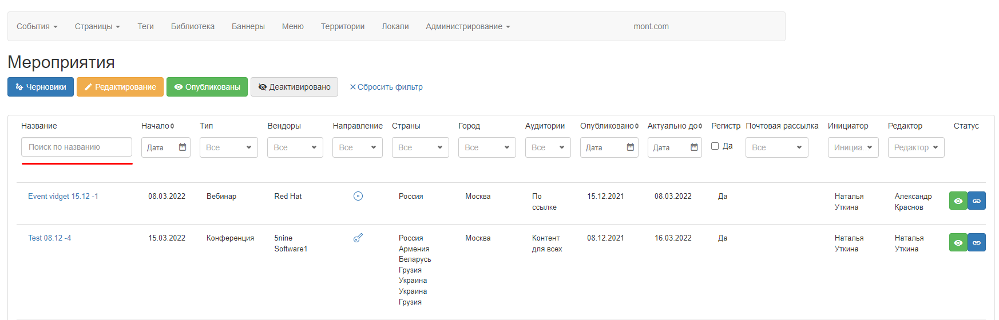 События Страницы Теги Библиотека Баннеры Меню Территории Локали Администрирование mont.com
Мероприятия
Черновики Редактирование Опубликованы Деактивировано Сбросить фильтр
Название Начало Тип Вендоры Направление Страны Город Аудитории Опубликовано Актуально до Регистр Почтовая рассылка Инициатор Редактор Статус
Поиск по названию Дата Все Все Все Все Все Все Дата Дата Да Все Инициа... Редактор
Event vidget 15.12 -1 08.03.2022 Вебинар Red Hat Россия Москва По 15.12.2021 08.03.2022 Да Наталья Александр
ссылке Уткина Краснов
Test 08.12 -4 15.03.2022 Конференция 5nine Россия Москва Контент 08.12.2021 16.03.2022 Да Наталья Наталья
Software1 Армения для всех Уткина Уткина
Беларусь
Грузия
Украина
Украина
Грузия